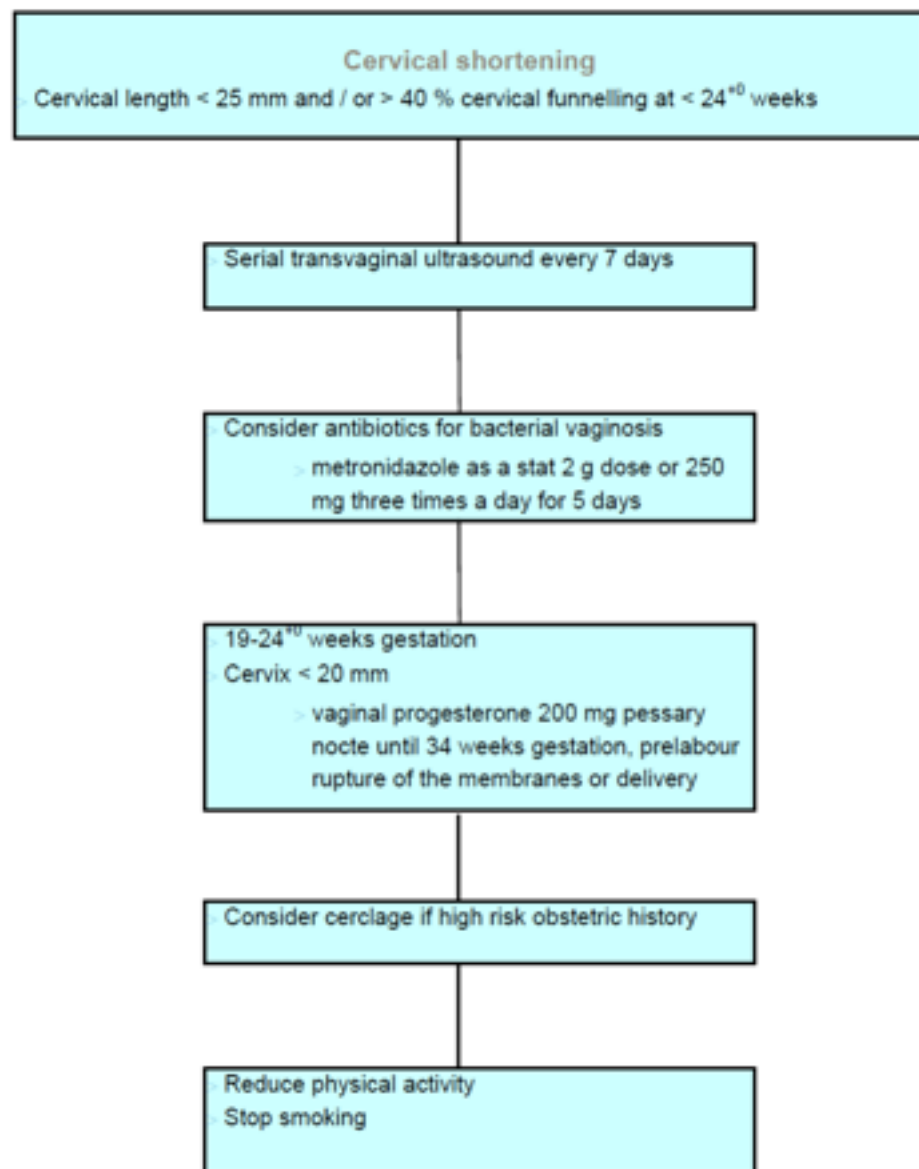 Cervical shortening
> Cervical length < 25 mm and / or > 40 % cervical funnelling at < 24⁺⁰ weeks
> Serial transvaginal ultrasound every 7 days
> Consider antibiotics for bacterial vaginosis
> metronidazole as a stat 2 g dose or 250
mg three times a day for 5 days
> 19-24⁺⁰ weeks gestation
> Cervix < 20 mm
> vaginal progesterone 200 mg pessary
nocte until 34 weeks gestation, prelabour
rupture of the membranes or delivery
> Consider cerclage if high risk obstetric history
> Reduce physical activity
> Stop smoking